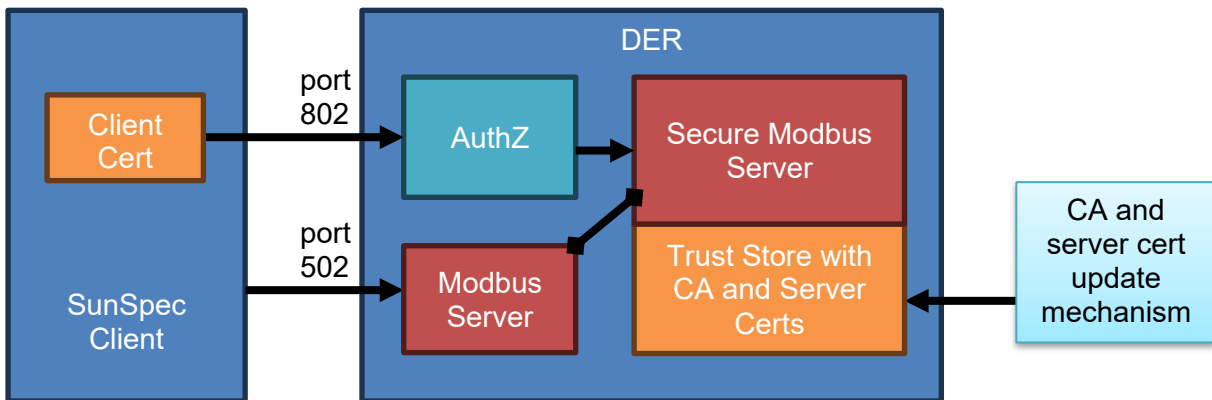 DER
port
802
Client
Cert
AuthZ
Secure Modbus
Server
port
502
SunSpec
Client
Modbus
Server
Trust Store with
CA and Server
Certs
CA and
server cert
update
mechanism